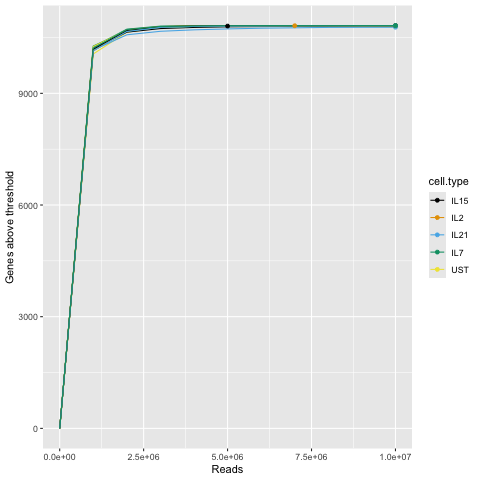 Genes above threshold
9000
6000
3000
0
0.0e+00
2.5e+06
5.0e+06
7.5e+06
1.0e+07
Reads
cell.type
IL15
IL2
IL21
IL7
UST